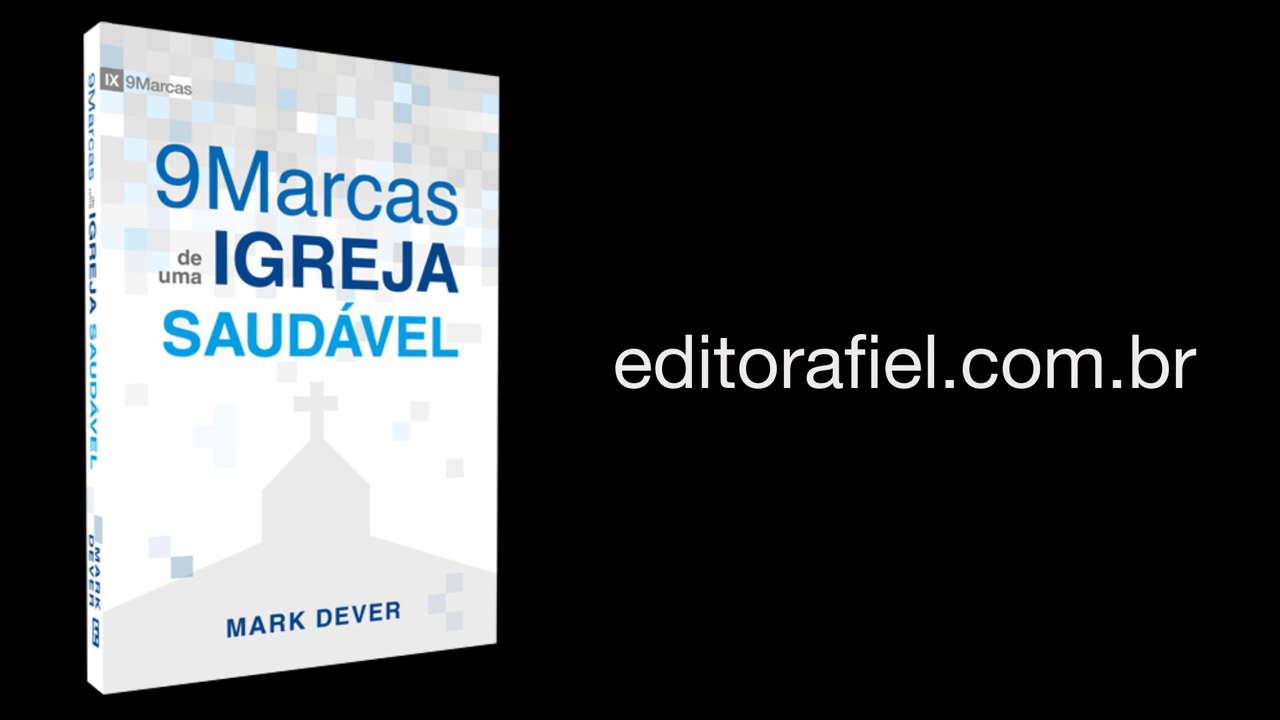 IX 9Marcas
9Marcas
de uma IGREJA
SAUDÁVEL
MARK DEVER
9Marcas de uma IGREJA SAUDÁVEL
MARK DEVER
editorafiel.com.br